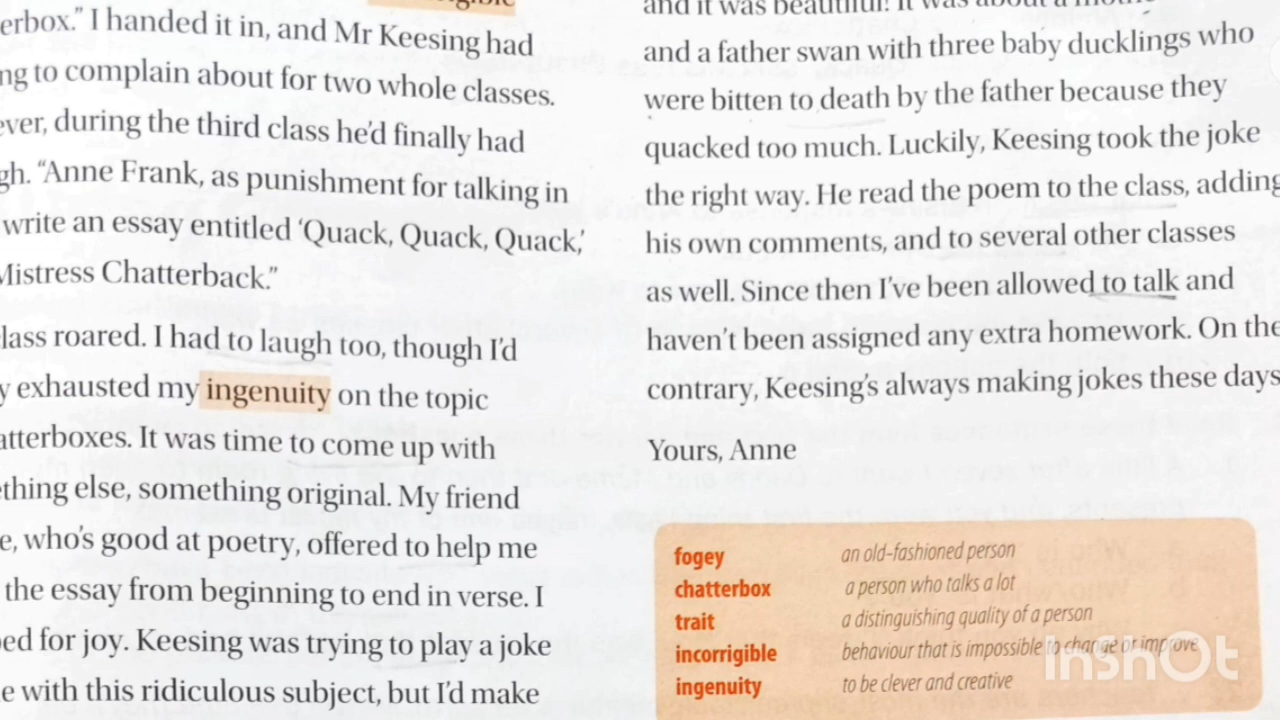 erbox.” I handed it in, and Mr Keesing had
ng to complain about for two whole classes.
ever, during the third class he'd finally had
gh. “Anne Frank, as punishment for talking in
write an essay entitled ‘Quack, Quack, Quack,’
Mistress Chatterback.”
lass roared. I had to laugh too, though I'd
y exhausted my ingenuity on the topic
atterboxes. It was time to come up with
ething else, something original. My friend
e, who's good at poetry, offered to help me
the essay from beginning to end in verse. I
ped for joy. Keesing was trying to play a joke
e with this ridiculous subject, but I'd make
and it was beautiful! It was about a
and a father swan with three baby ducklings who
were bitten to death by the father because they
quacked too much. Luckily, Keesing took the joke
the right way. He read the poem to the class, adding
his own comments, and to several other classes
as well. Since then I've been allowed to talk and
haven't been assigned any extra homework. On the
contrary, Keesing's always making jokes these days
Yours, Anne
fogey an old-fashioned person
chatterbox a person who talks a lot
trait a distinguishing quality of a person
incorrigible behaviour that is impossible to change or improve
ingenuity to be clever and creative
InShOt